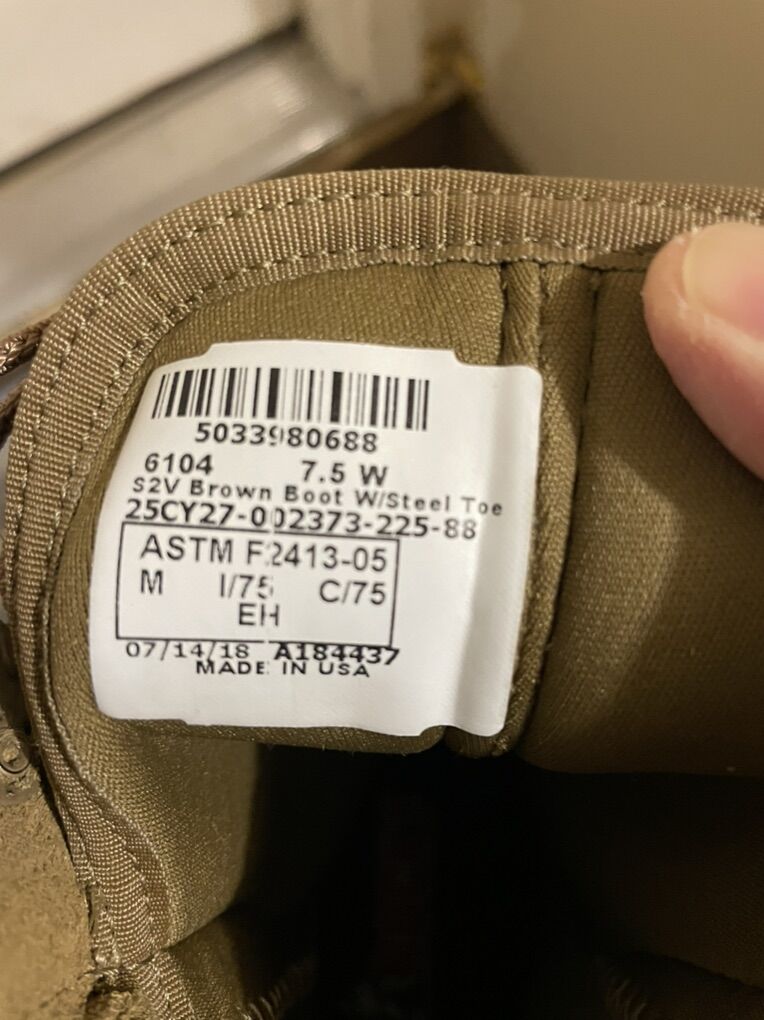 5033980688
6104 7.5 W
S2V Brown Boot W/Steel Toe
25CY27-002373-225-88
ASTM F2413-05
M I/75 C/75
EH
07/14/18 A184437
MADE IN USA